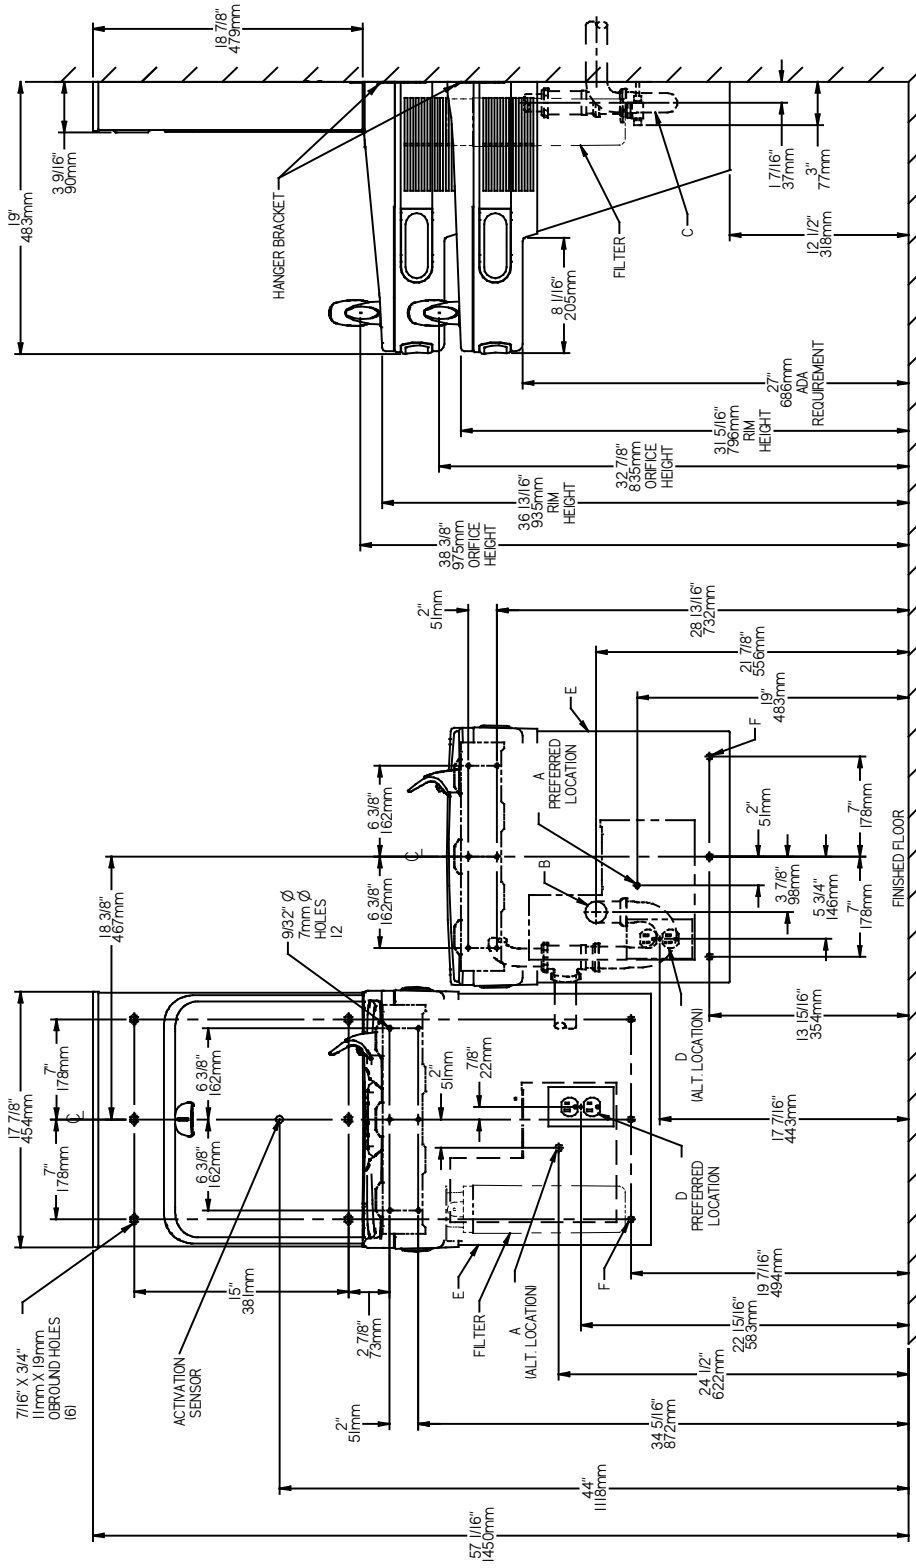 18 7/8"
479mm
3 9/16"
90mm
19"
483mm
HANGER BRACKET
FILTER
C
1 7/16"
37mm
3"
77mm
12 1/2"
318mm
8 1/16"
205mm
27"
686mm
ADA
REQUIREMENT
31 5/16"
796mm
RIM
HEIGHT
32 7/8"
835mm
ORIFICE
HEIGHT
36 13/16"
935mm
RIM
HEIGHT
38 3/8"
975mm
ORIFICE
HEIGHT
2"
51mm
28 13/16"
732mm
21 7/8"
556mm
19"
483mm
E
F
A
PREFERRED
LOCATION
B
6 3/8"
162mm
6 3/8"
162mm
℄
18 3/8"
467mm
9/32" Ø
7mm Ø
HOLES
12
2"
51mm
7"
178mm
3 7/8"
98mm
5 3/4"
146mm
7"
178mm
FINISHED FLOOR
D
(ALT. LOCATION)
13 15/16"
354mm
17 7/16"
443mm
17 7/8"
454mm
7"
178mm
℄
7"
178mm
6 3/8"
162mm
6 3/8"
162mm
2"
51mm
7/8"
22mm
7/16" X 3/4"
11mm X 19mm
OBROUND HOLES
(6)
15"
381mm
2 7/8"
73mm
ACTIVATION
SENSOR
2"
51mm
E
FILTER
A
(ALT. LOCATION)
F
D
PREFERRED
LOCATION
19 7/16"
494mm
22 15/16"
583mm
24 1/2"
622mm
34 5/16"
872mm
44"
1118mm
57 1/16"
1450mm